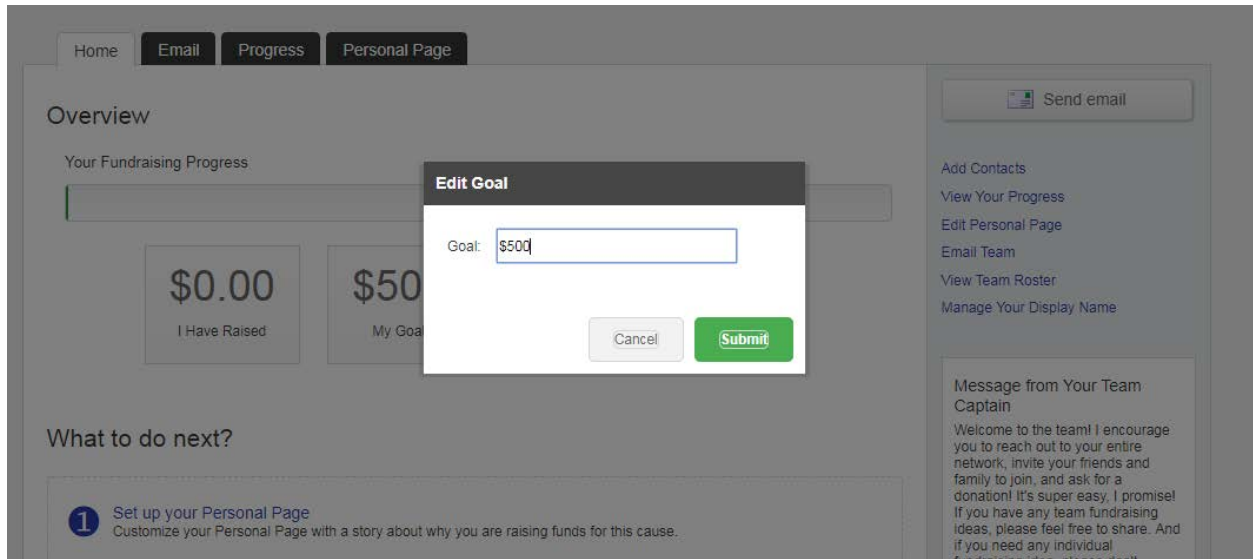 Home Email Progress Personal Page
Overview
Your Fundraising Progress
$0.00
I Have Raised
$50
My Goa
Edit Goal
Goal: $500
Cancel Submit
What to do next?
1 Set up your Personal Page
Customize your Personal Page with a story about why you are raising funds for this cause.
Send email
Add Contacts
View Your Progress
Edit Personal Page
Email Team
View Team Roster
Manage Your Display Name
Message from Your Team
Captain
Welcome to the team! I encourage
you to reach out to your entire
network, invite your friends and
family to join, and ask for a
donation! It's super easy, I promise!
If you have any team fundraising
ideas, please feel free to share. And
if you need any individual